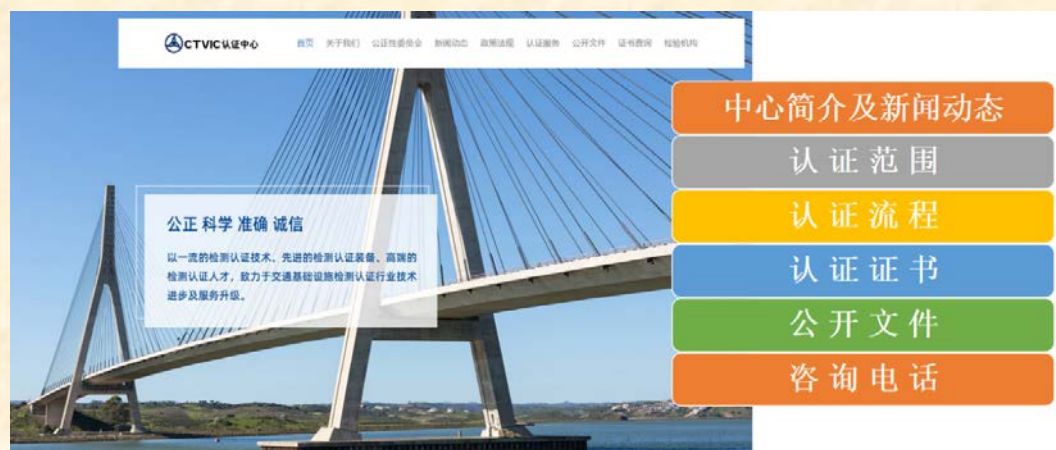 CTVIC认证中心
首页 关于我们 公正性委员会 新闻动态 政策法规 认证服务 公开文件 证书查询 检验机构
公正 科学 准确 诚信
以一流的检测认证技术、先进的检测认证装备、高端的
检测认证人才，致力于交通基础设施检测认证行业技术
进步及服务升级。
中心简介及新闻动态
认证范围
认证流程
认证证书
公开文件
咨询电话